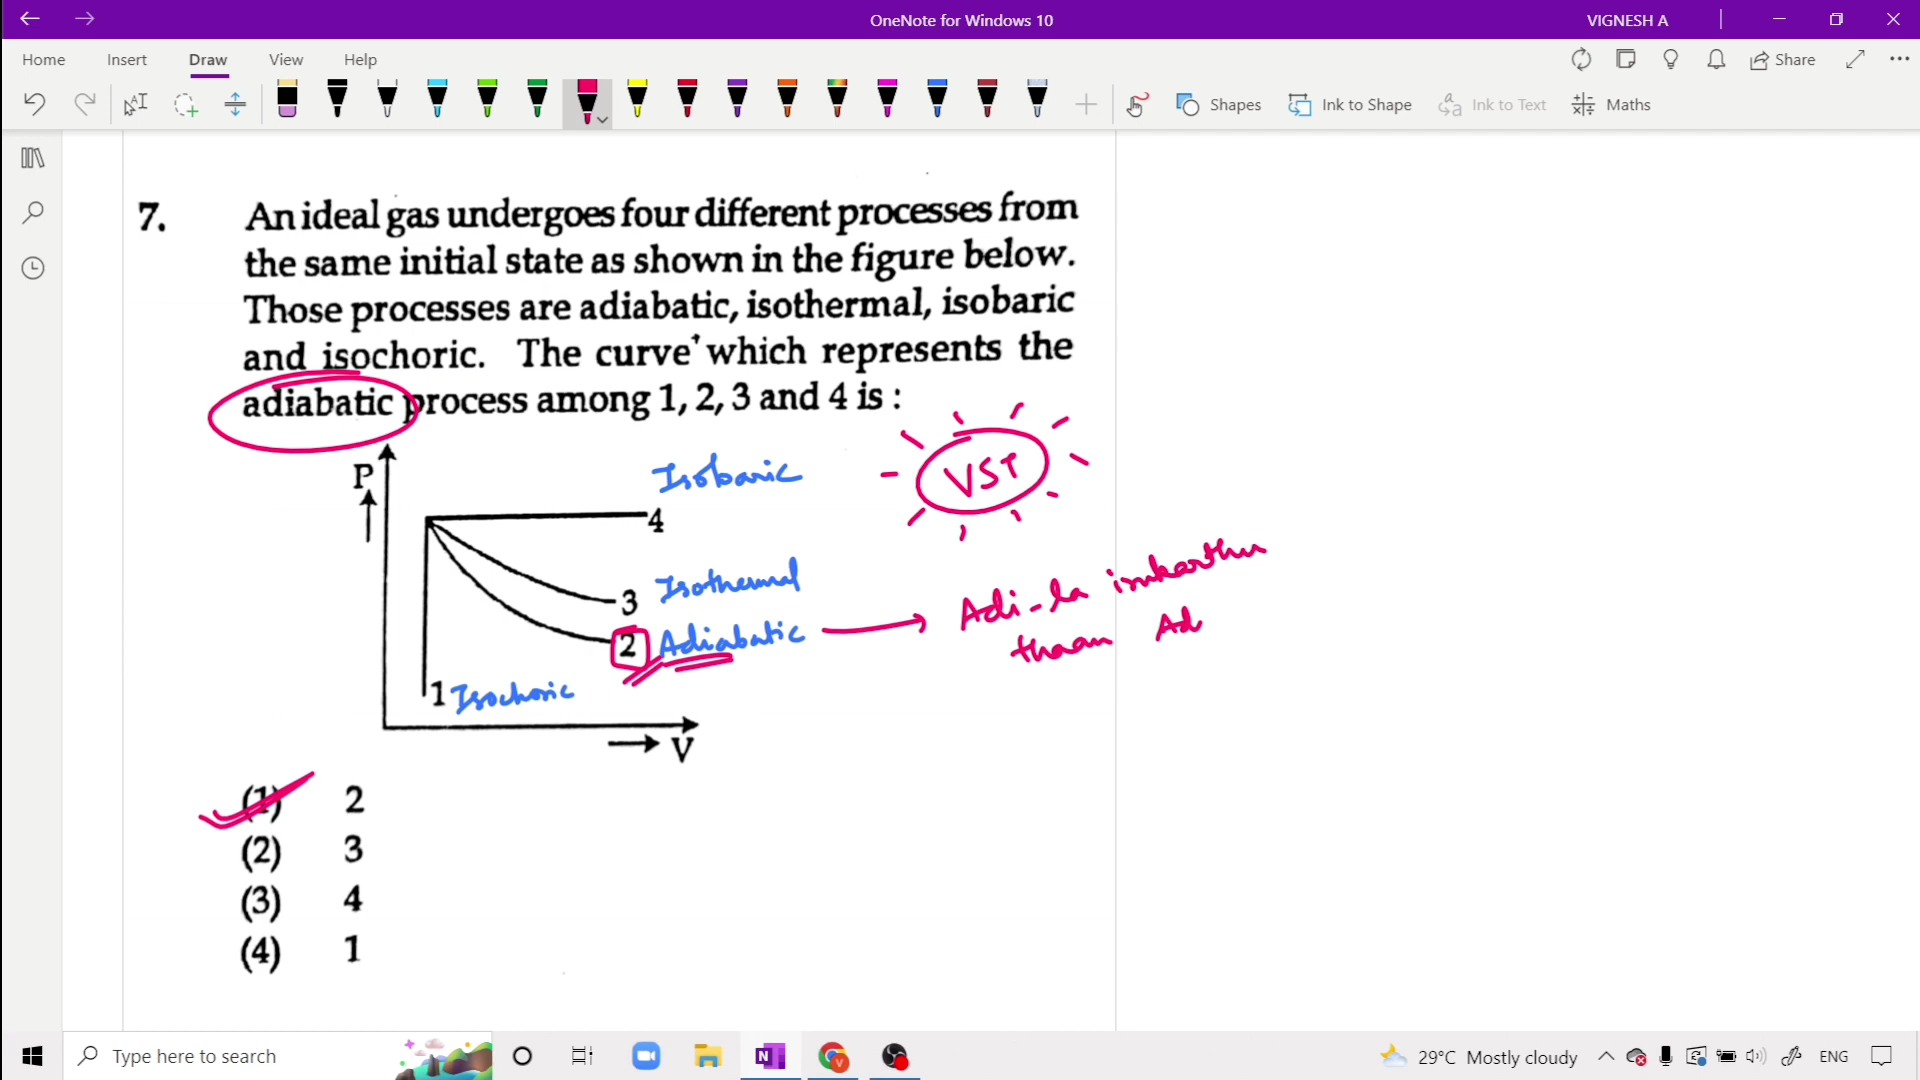 OneNote for Windows 10
VIGNESH A
Home Insert Draw View Help
Share
Shapes Ink to Shape Ink to Text Maths
7. An ideal gas undergoes four different processes from
the same initial state as shown in the figure below.
Those processes are adiabatic, isothermal, isobaric
and isochoric. The curve which represents the
adiabatic process among 1, 2, 3 and 4 is :
P
Isobaric
VST
4
3 Isothermal
Adi-la irukarthu
2 Adiabatic
thaan Ad
1 Isochoric
V
(1) 2
(2) 3
(3) 4
(4) 1
Type here to search
29°C Mostly cloudy
ENG